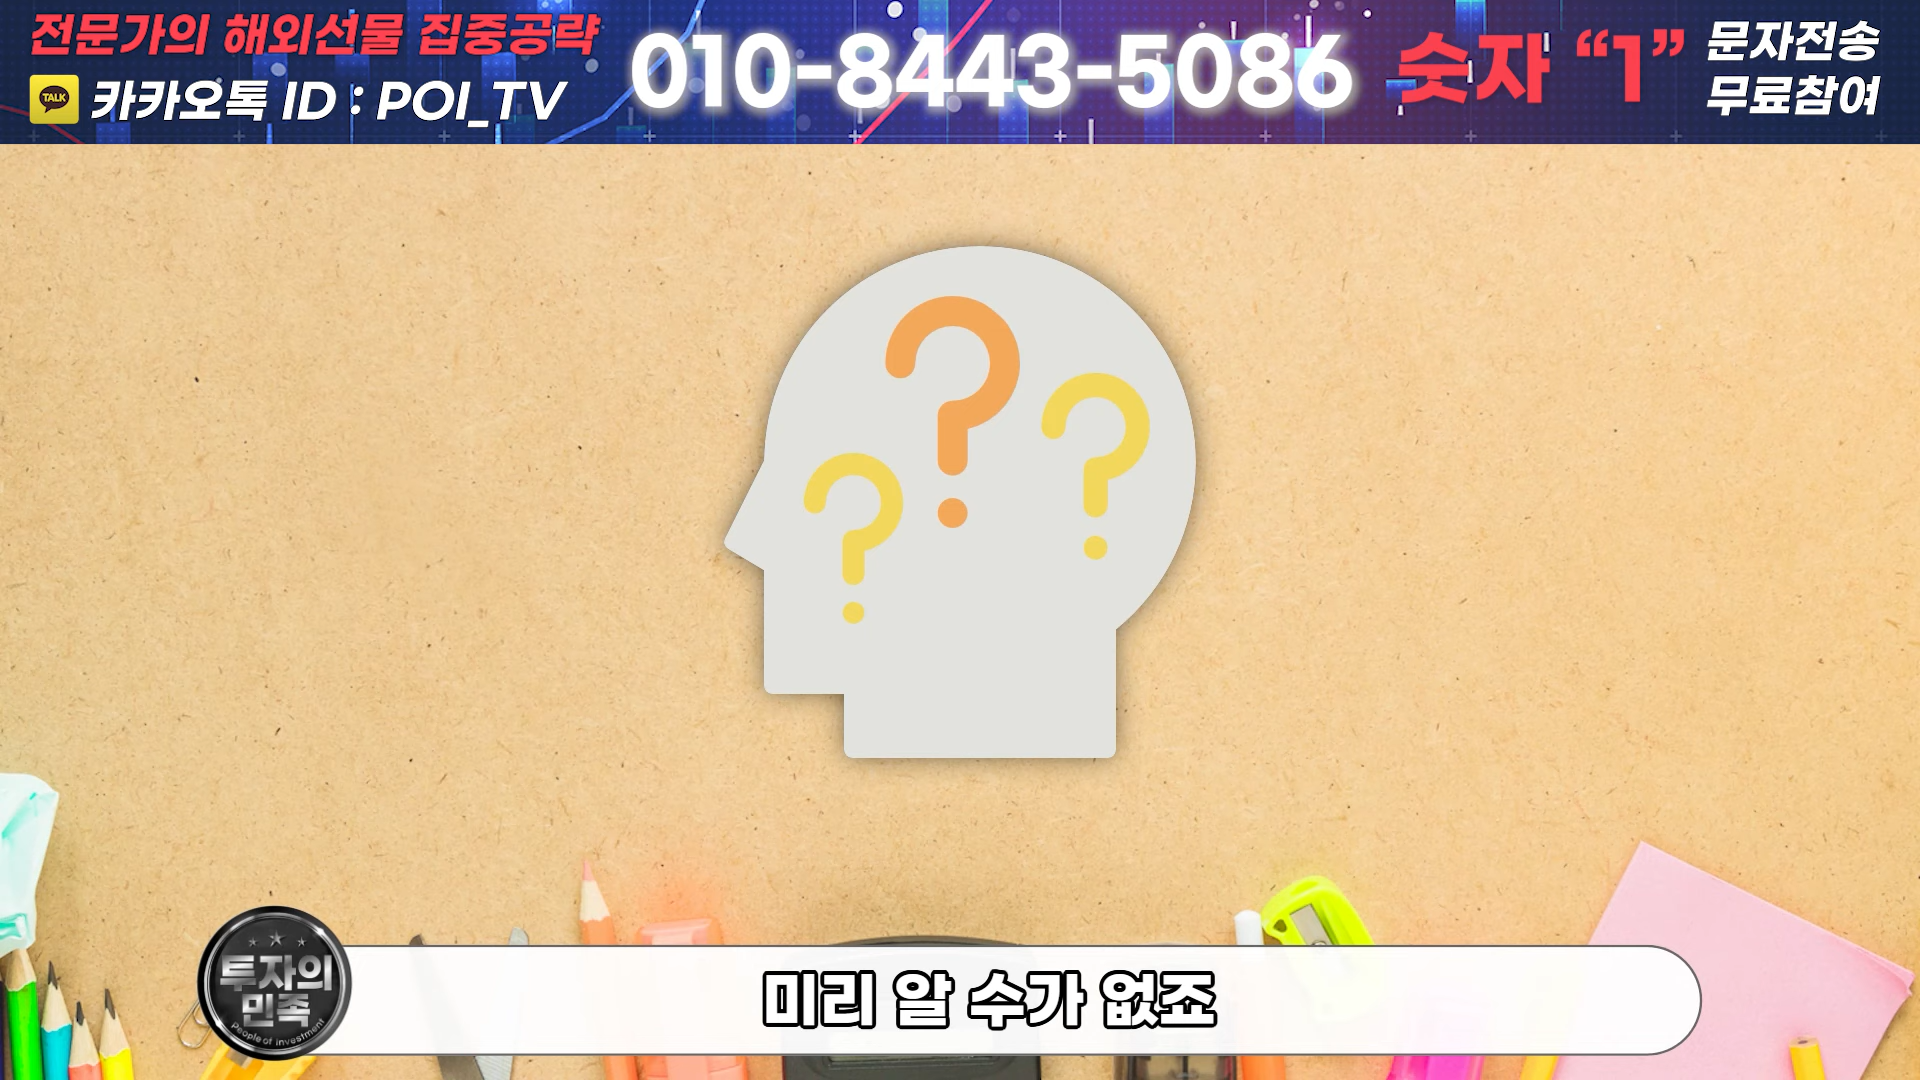 전문가의 해외선물 집중공략
TALK 카카오톡 ID : POI_TV
010-8443-5086
숫자 “1”
문자전송
무료참여
투자의
민족
People of investment
미리 알 수가 없죠